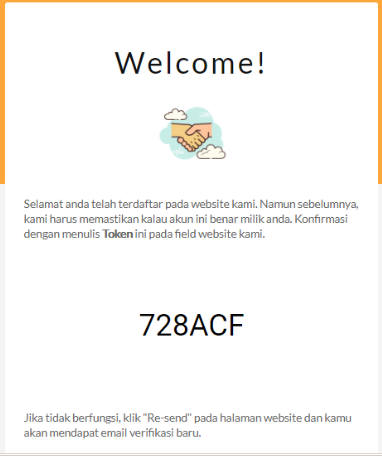 Welcome!
Selamat anda telah terdaftar pada website kami. Namun sebelumnya,
kami harus memastikan kalau akun ini benar milik anda. Konfirmasi
dengan menulis Token ini pada field website kami.
728ACF
Jika tidak berfungsi, klik "Re-send" pada halaman website dan kamu
akan mendapat email verifikasi baru.